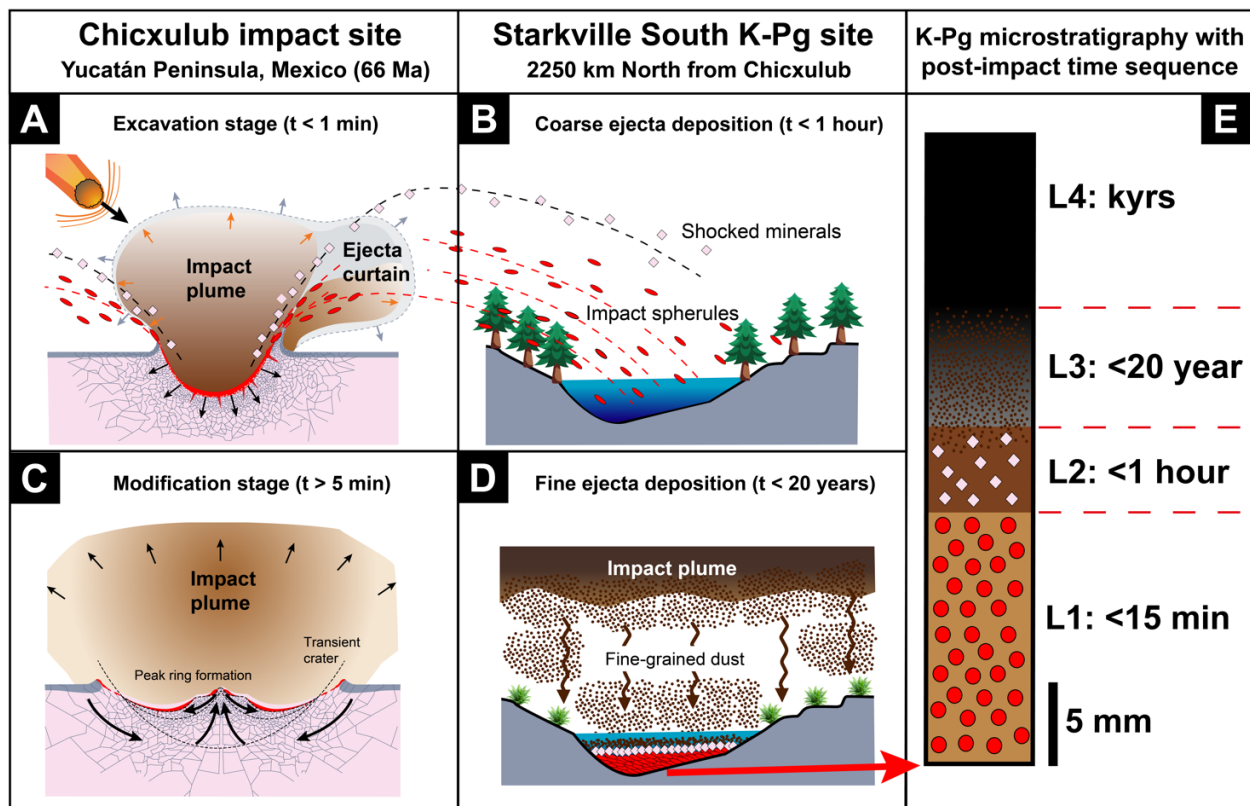 Chicxulub impact site
Yucatán Peninsula, Mexico (66 Ma)
Starkville South K-Pg site
2250 km North from Chicxulub
K-Pg microstratigraphy with
post-impact time sequence
A
Excavation stage (t < 1 min)
Impact
plume
Ejecta
curtain
B
Coarse ejecta deposition (t < 1 hour)
Shocked minerals
Impact spherules
C
Modification stage (t > 5 min)
Impact
plume
Transient
crater
Peak ring formation
D
Fine ejecta deposition (t < 20 years)
Impact plume
Fine-grained dust
E
L4: kyrs
L3: <20 year
L2: <1 hour
L1: <15 min
5 mm